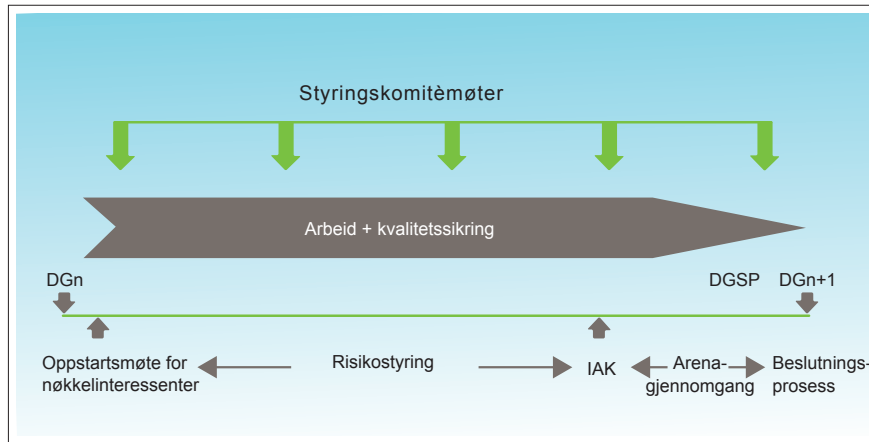 Styringskomitèmøter
Arbeid + kvalitetssikring
DGn
DGSP
DGn+1
Oppstartsmøte for
nøkkelinteressenter
Risikostyring
IAK
Arena-
gjennomgang
Beslutnings-
prosess